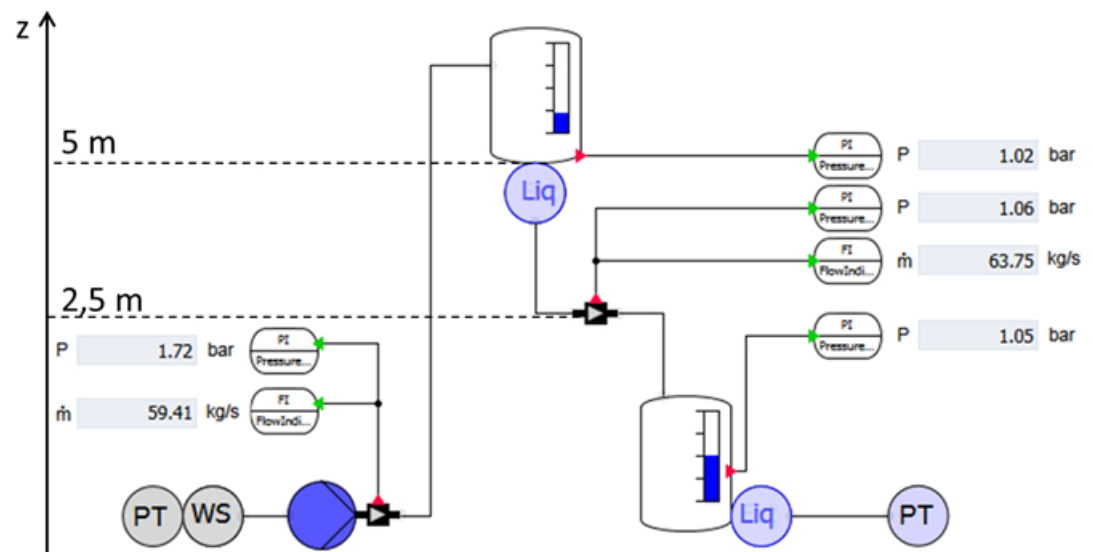 z
5 m
PI
Pressure...
P 1.02 bar
Liq
PI
Pressure...
P 1.06 bar
FI
FlowIndi...
ṁ 63.75 kg/s
2,5 m
PI
Pressure...
P 1.05 bar
P 1.72 bar
PI
Pressure...
ṁ 59.41 kg/s
FI
FlowIndi...
PT WS
Liq
PT